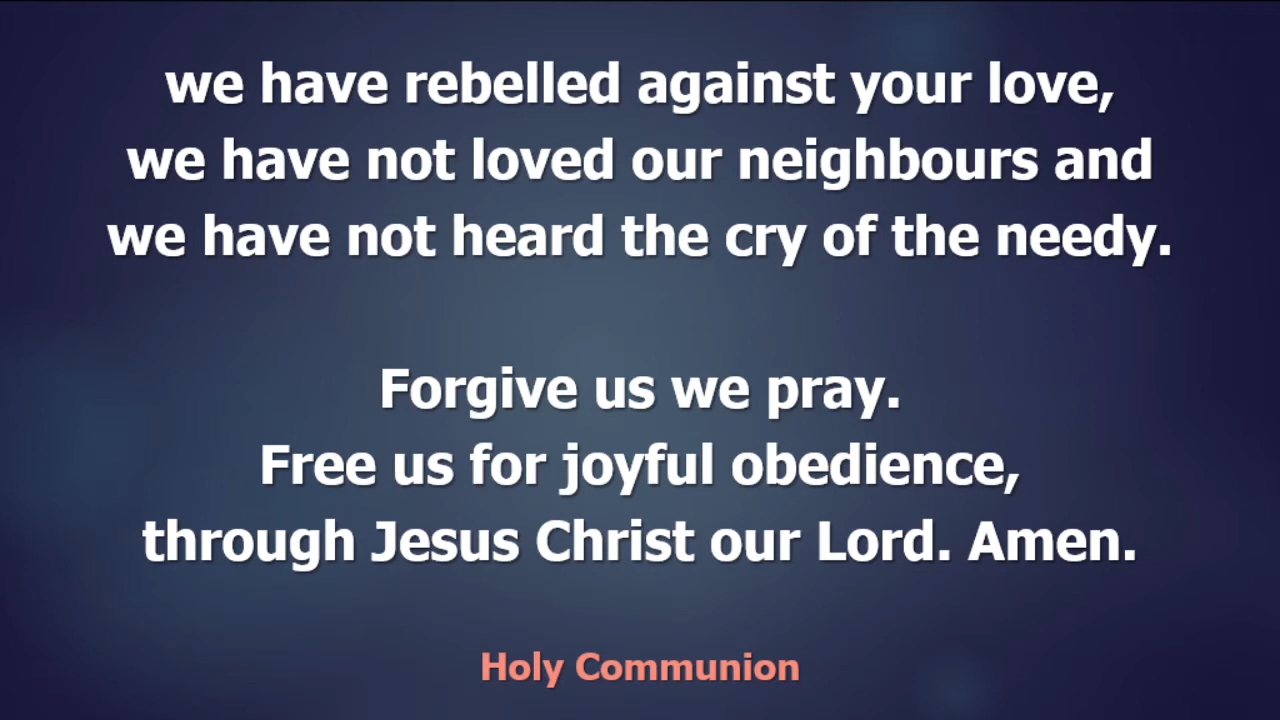 we have rebelled against your love,
we have not loved our neighbours and
we have not heard the cry of the needy.
Forgive us we pray.
Free us for joyful obedience,
through Jesus Christ our Lord. Amen.
Holy Communion